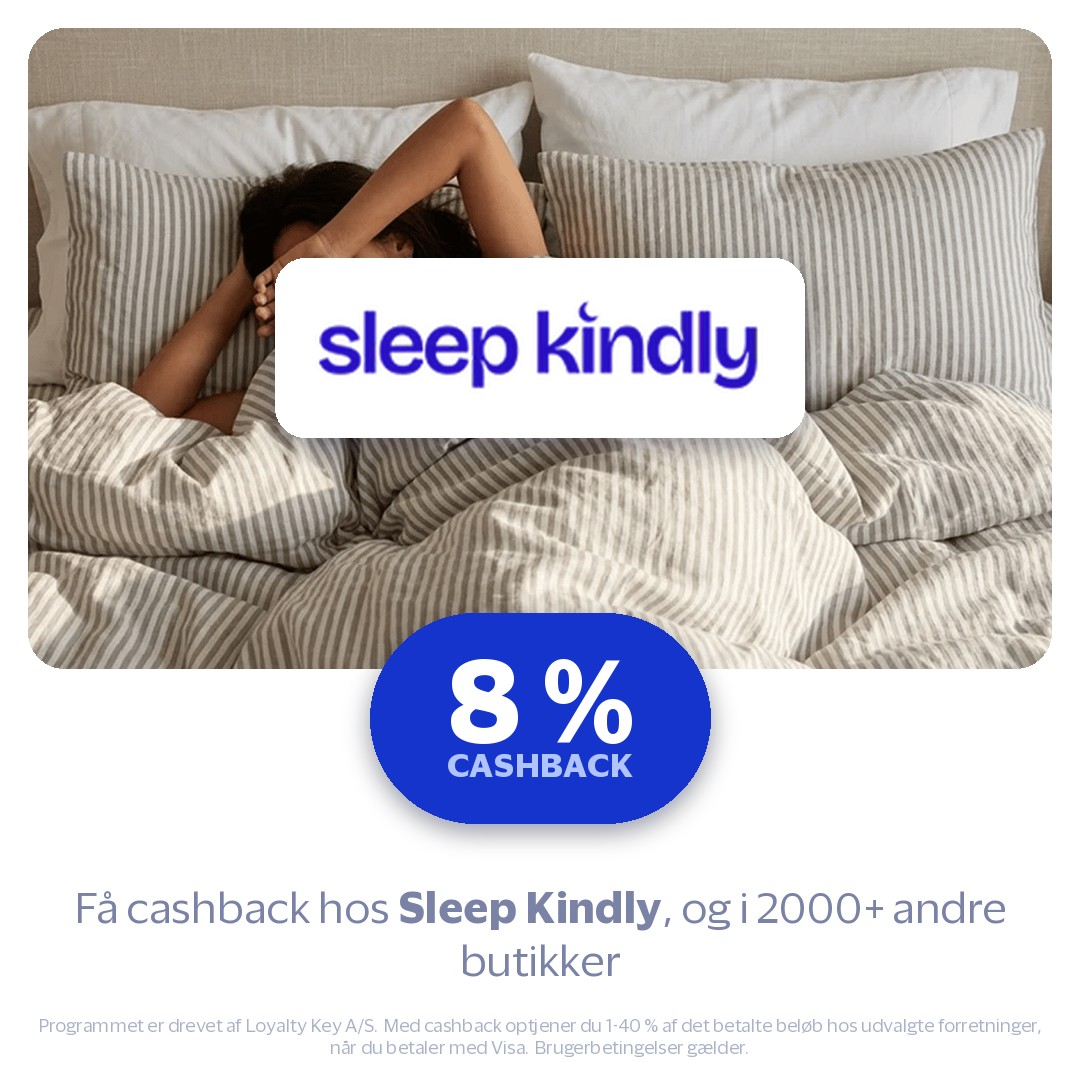 sleep kindly
8 %
CASHBACK
Få cashback hos Sleep Kindly, og i 2000+ andre
butikker
Programmet er drevet af Loyalty Key A/S. Med cashback optjener du 1-40 % af det betalte beløb hos udvalgte forretninger,
når du betaler med Visa. Brugerbetingelser gælder.